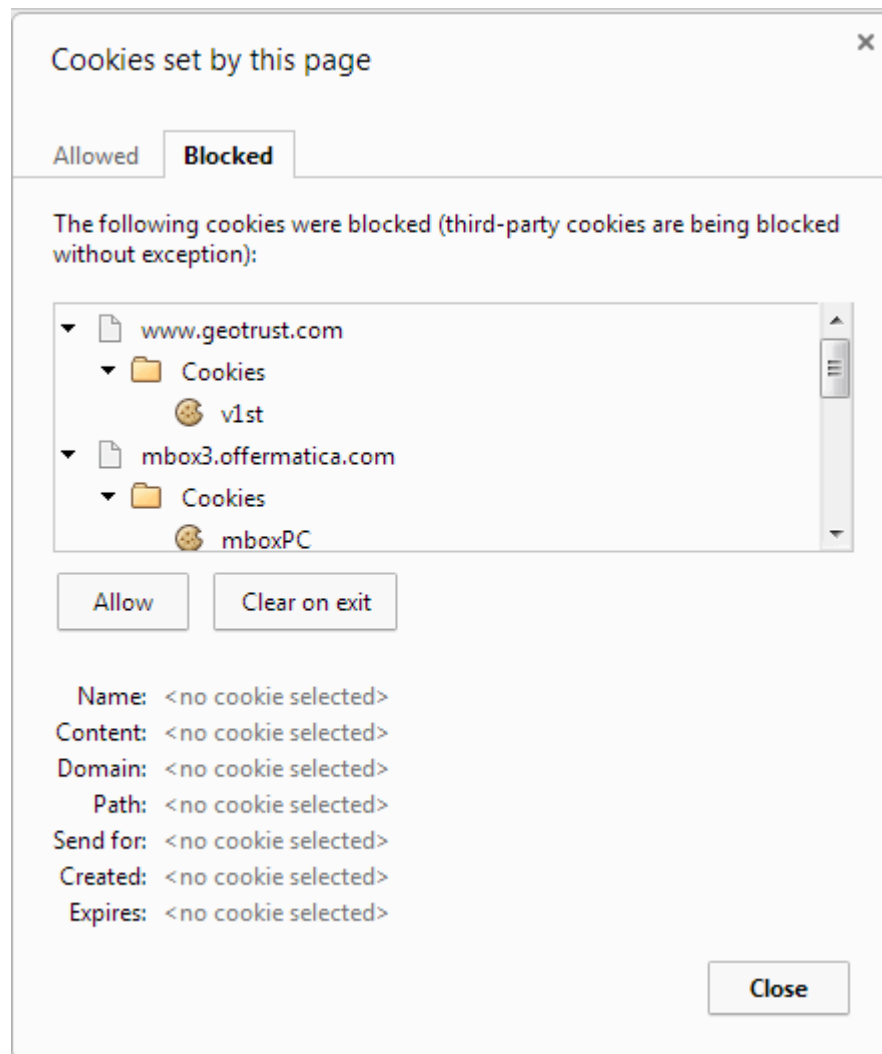 Cookies set by this page
Allowed
Blocked
The following cookies were blocked (third-party cookies are being blocked
without exception):
www.geotrust.com
Cookies
v1st
mbox3.offermatica.com
Cookies
mboxPC
Allow
Clear on exit
Name: <no cookie selected>
Content: <no cookie selected>
Domain: <no cookie selected>
Path: <no cookie selected>
Send for: <no cookie selected>
Created: <no cookie selected>
Expires: <no cookie selected>
Close